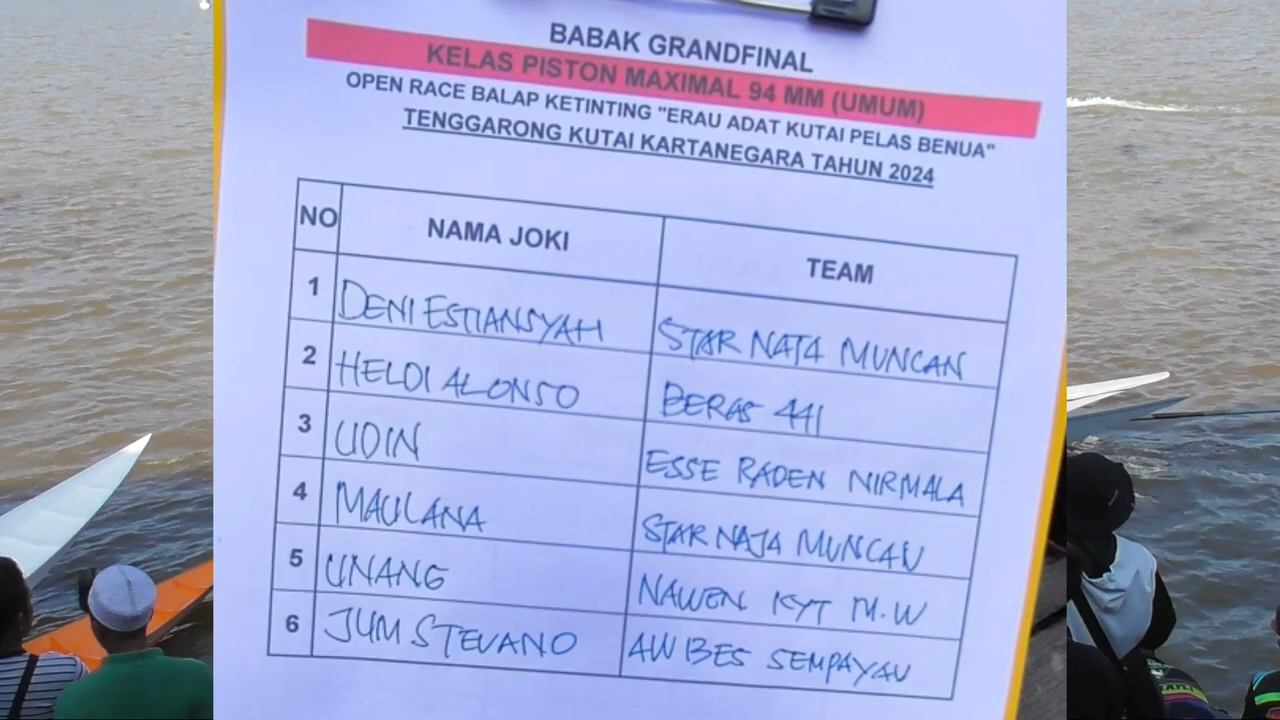 BABAK GRANDFINAL
KELAS PISTON MAXIMAL 94 MM (UMUM)
OPEN RACE BALAP KETINTING "ERAU ADAT KUTAI PELAS BENUA"
TENGGARONG KUTAI KARTANEGARA TAHUN 2024
NO NAMA JOKI TEAM
1 DENI ESTIANSYAH STAR NATA MUNCAN
2 HELDI ALONSO BERAS 441
3 UDIN ESSE RADEN NIRMALA
4 MAULANA STAR NAJA MUNCAN
5 UNANG NAWEN KYT M.W
6 JUM STEVANO AW BES SEMPAYAU